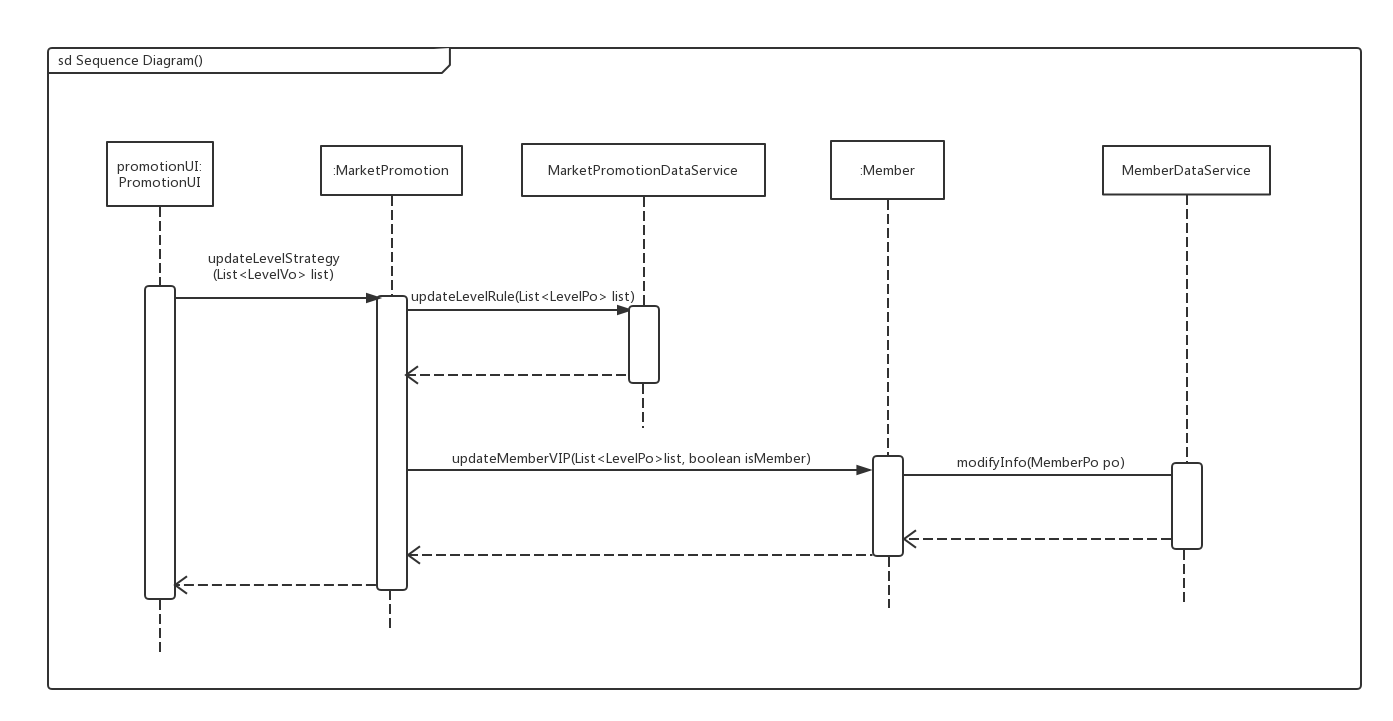 sd Sequence Diagram()
promotionUI:
PromotionUI
:MarketPromotion
MarketPromotionDataService
:Member
MemberDataService
updateLevelStrategy
(List<LevelVo> list)
updateLevelRule(List<LevelPo> list)
updateMemberVIP(List<LevelPo>list, boolean isMember)
modifyInfo(MemberPo po)